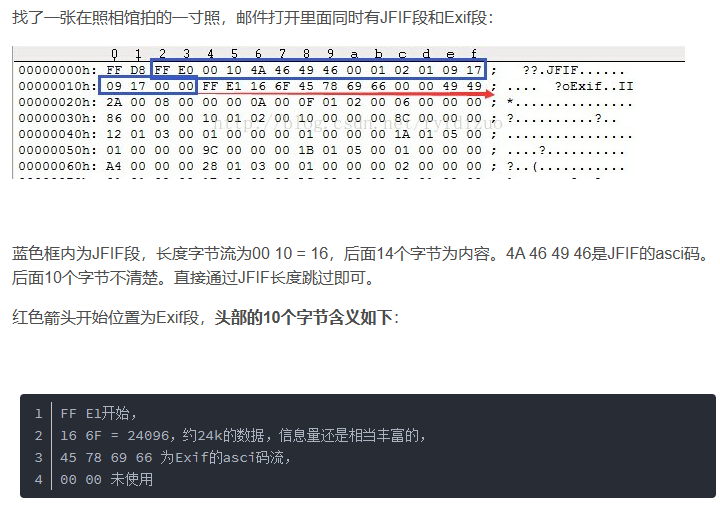 找了一张在照相馆拍的一寸照，邮件打开里面同时有JFIF段和Exif段：
0 1 2 3 4 5 6 7 8 9 a b c d e f
00000000h: FF D8 FF E0 00 10 4A 46 49 46 00 01 02 01 09 17 ; ??.JFIF......
00000010h: 09 17 00 00 FF E1 16 6F 45 78 69 66 00 00 49 49 ; .... ?oExif..II
00000020h: 2A 00 08 00 00 00 0A 00 0F 01 02 00 06 00 00 00 ; *...............
00000030h: 86 00 00 00 10 01 02 00 10 00 00 00 8C 00 00 00 ; ?..........?..
00000040h: 12 01 03 00 01 00 00 00 01 00 00 00 1A 01 05 00 ; ................
00000050h: 01 00 00 00 9C 00 00 00 1B 01 05 00 01 00 00 00 ; ....?..........
00000060h: A4 00 00 00 28 01 03 00 01 00 00 00 02 00 00 00 ; ?..(...........
蓝色框内为JFIF段，长度字节流为00 10 = 16，后面14个字节为内容。4A 46 49 46是JFIF的asci码。
后面10个字节不清楚。直接通过JFIF长度跳过即可。
红色箭头开始位置为Exif段，头部的10个字节含义如下：
1 FF E1开始，
2 16 6F = 24096，约24k的数据，信息量还是相当丰富的，
3 45 78 69 66 为Exif的asci码流，
4 00 00 未使用